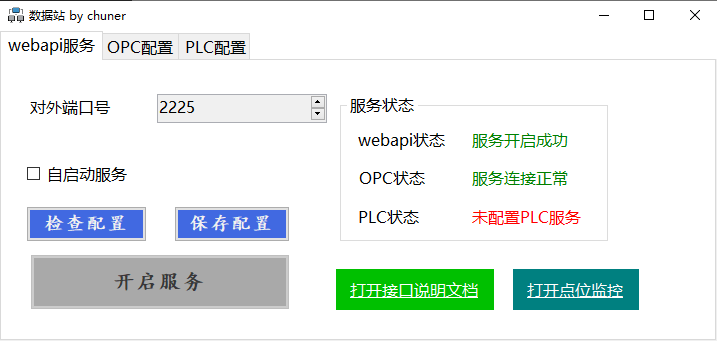 数据站 by chuner
webapi服务 OPC配置 PLC配置
对外端口号 2225
服务状态
webapi状态 服务开启成功
OPC状态 服务连接正常
PLC状态 未配置PLC服务
自启动服务
检查配置 保存配置
开启服务
打开接口说明文档 打开点位监控